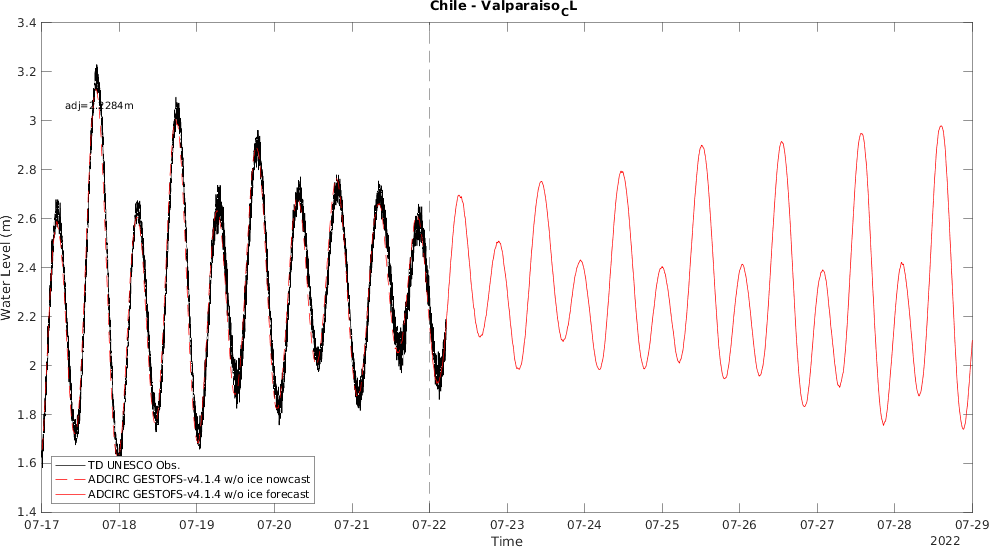 Chile - ValparaisoCL
3.4
3.2
3
2.8
2.6
2.4
2.2
2
1.8
1.6
1.4
Water Level (m)
adj=2.2284m
TD UNESCO Obs.
ADCIRC GESTOFS-v4.1.4 w/o ice nowcast
ADCIRC GESTOFS-v4.1.4 w/o ice forecast
07-17 07-18 07-19 07-20 07-21 07-22 07-23 07-24 07-25 07-26 07-27 07-28 07-29
Time
2022